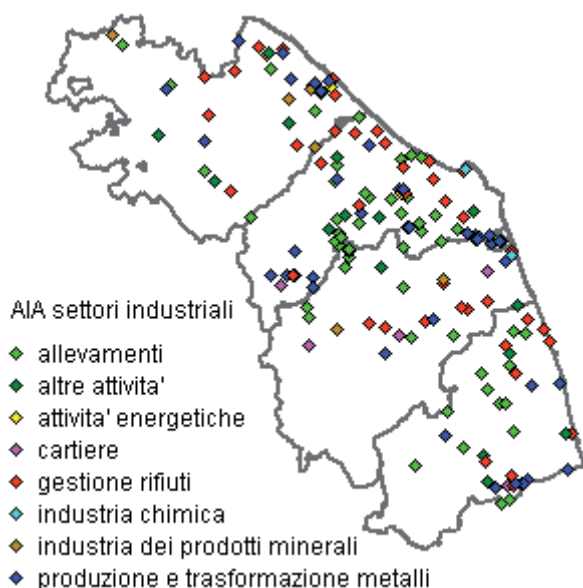 AIA settori industriali
allevamenti
altre attivita'
attivita' energetiche
cartiere
gestione rifiuti
industria chimica
industria dei prodotti minerali
produzione e trasformazione metalli